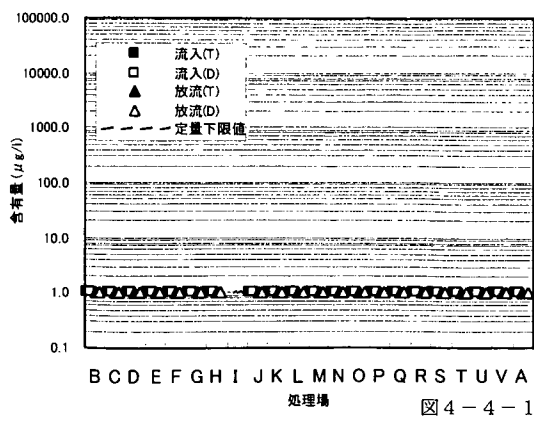 100000.0
10000.0
1000.0
100.0
10.0
1.0
0.1
含有量(μg/l)
流入(T)
流入(D)
放流(T)
放流(D)
定量下限値
B C D E F G H I J K L M N O P Q R S T U V A
処理場
図4-4-1